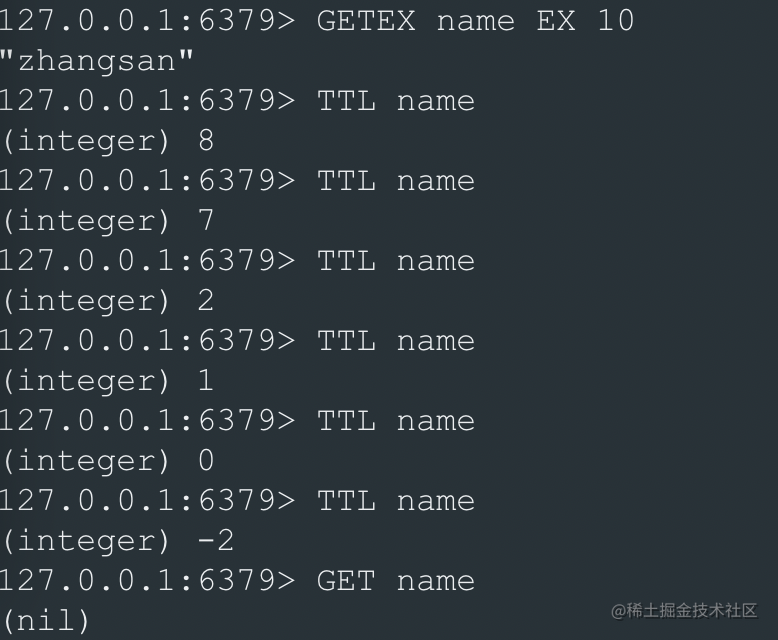 127.0.0.1:6379> GETEX name EX 10
"zhangsan"
127.0.0.1:6379> TTL name
(integer) 8
127.0.0.1:6379> TTL name
(integer) 7
127.0.0.1:6379> TTL name
(integer) 2
127.0.0.1:6379> TTL name
(integer) 1
127.0.0.1:6379> TTL name
(integer) 0
127.0.0.1:6379> TTL name
(integer) -2
127.0.0.1:6379> GET name
(nil)
@稀土掘金技术社区